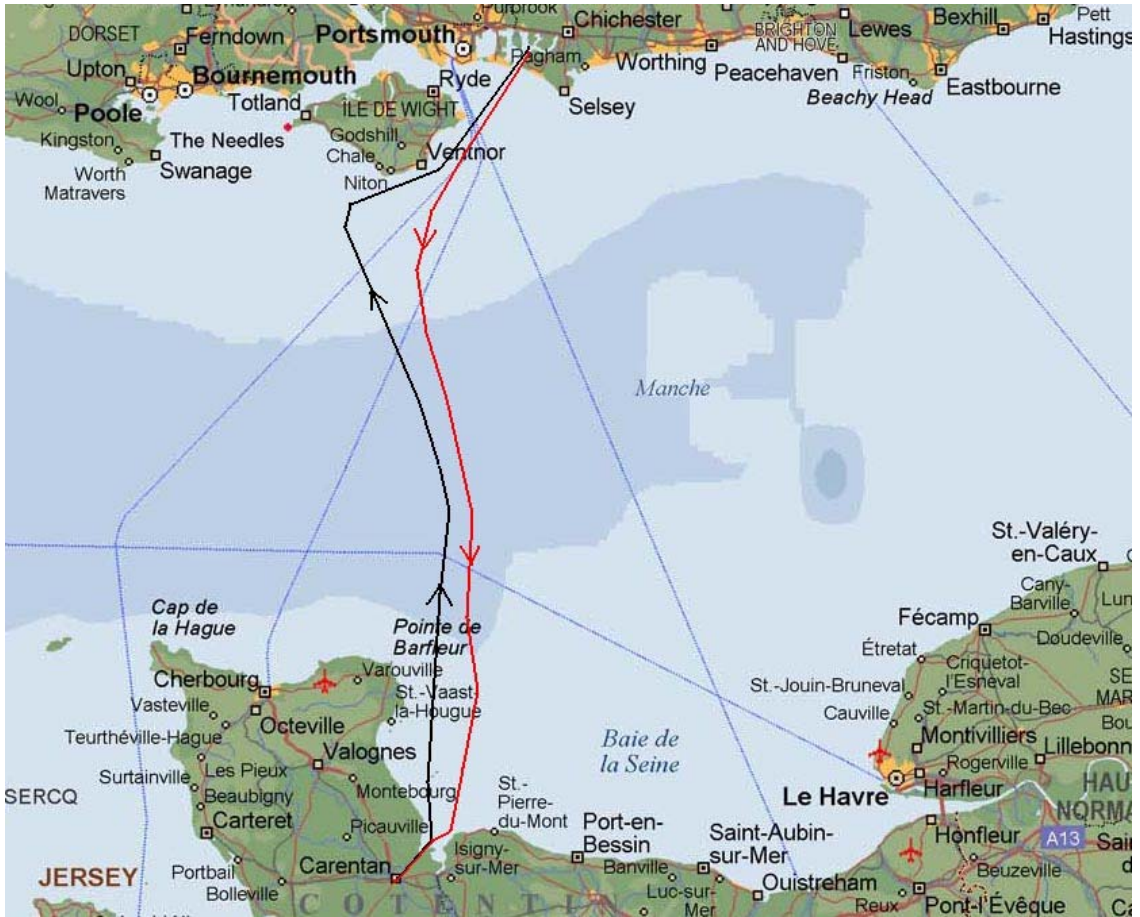 Purbrook
Chichester
DORSET
Ferndown
Portsmouth
Pagham
Worthing
BRIGHTON
AND HOVE
Lewes
Bexhill
Pett
Hastings
Upton
Bournemouth
Ryde
Peacehaven
Friston
Eastbourne
Wool
Poole
Totland
ÎLE DE WIGHT
Selsey
Beachy Head
Kingston
The Needles
Godshill
Chale
Ventnor
Worth
Matravers
Swanage
Niton
Manche
St.-Valéry-
en-Caux
Cany-
Barville
Cap de
la Hague
Pointe de
Barfleur
Fécamp
Doudeville
Étretat
Cherbourg
Varouville
Criquetot-
l'Esneval
Vasteville
St.-Vaast-
la-Hougue
St.-Jouin-Bruneval
Octeville
Cauville
St.-Martin-du-Bec
Teurthéville-Hague
Valognes
Baie de
la Seine
Montivilliers
Lillebonn
Surtainville
Les Pieux
Rogerville
SERCQ
Beaubigny
Montebourg
St.-
Pierre-
du-Mont
Le Havre
Harfleur
HAU
NORMA
Carteret
Picauville
Port-en-
Bessin
Saint-Aubin-
sur-Mer
Honfleur
A13
Portbail
Carentan
Isigny-
sur-Mer
Banville
Beuzeville
JERSEY
Bolleville
Luc-sur-
Mer
Ouistreham
Reux
Pont-l'Évêque
COTENTIN